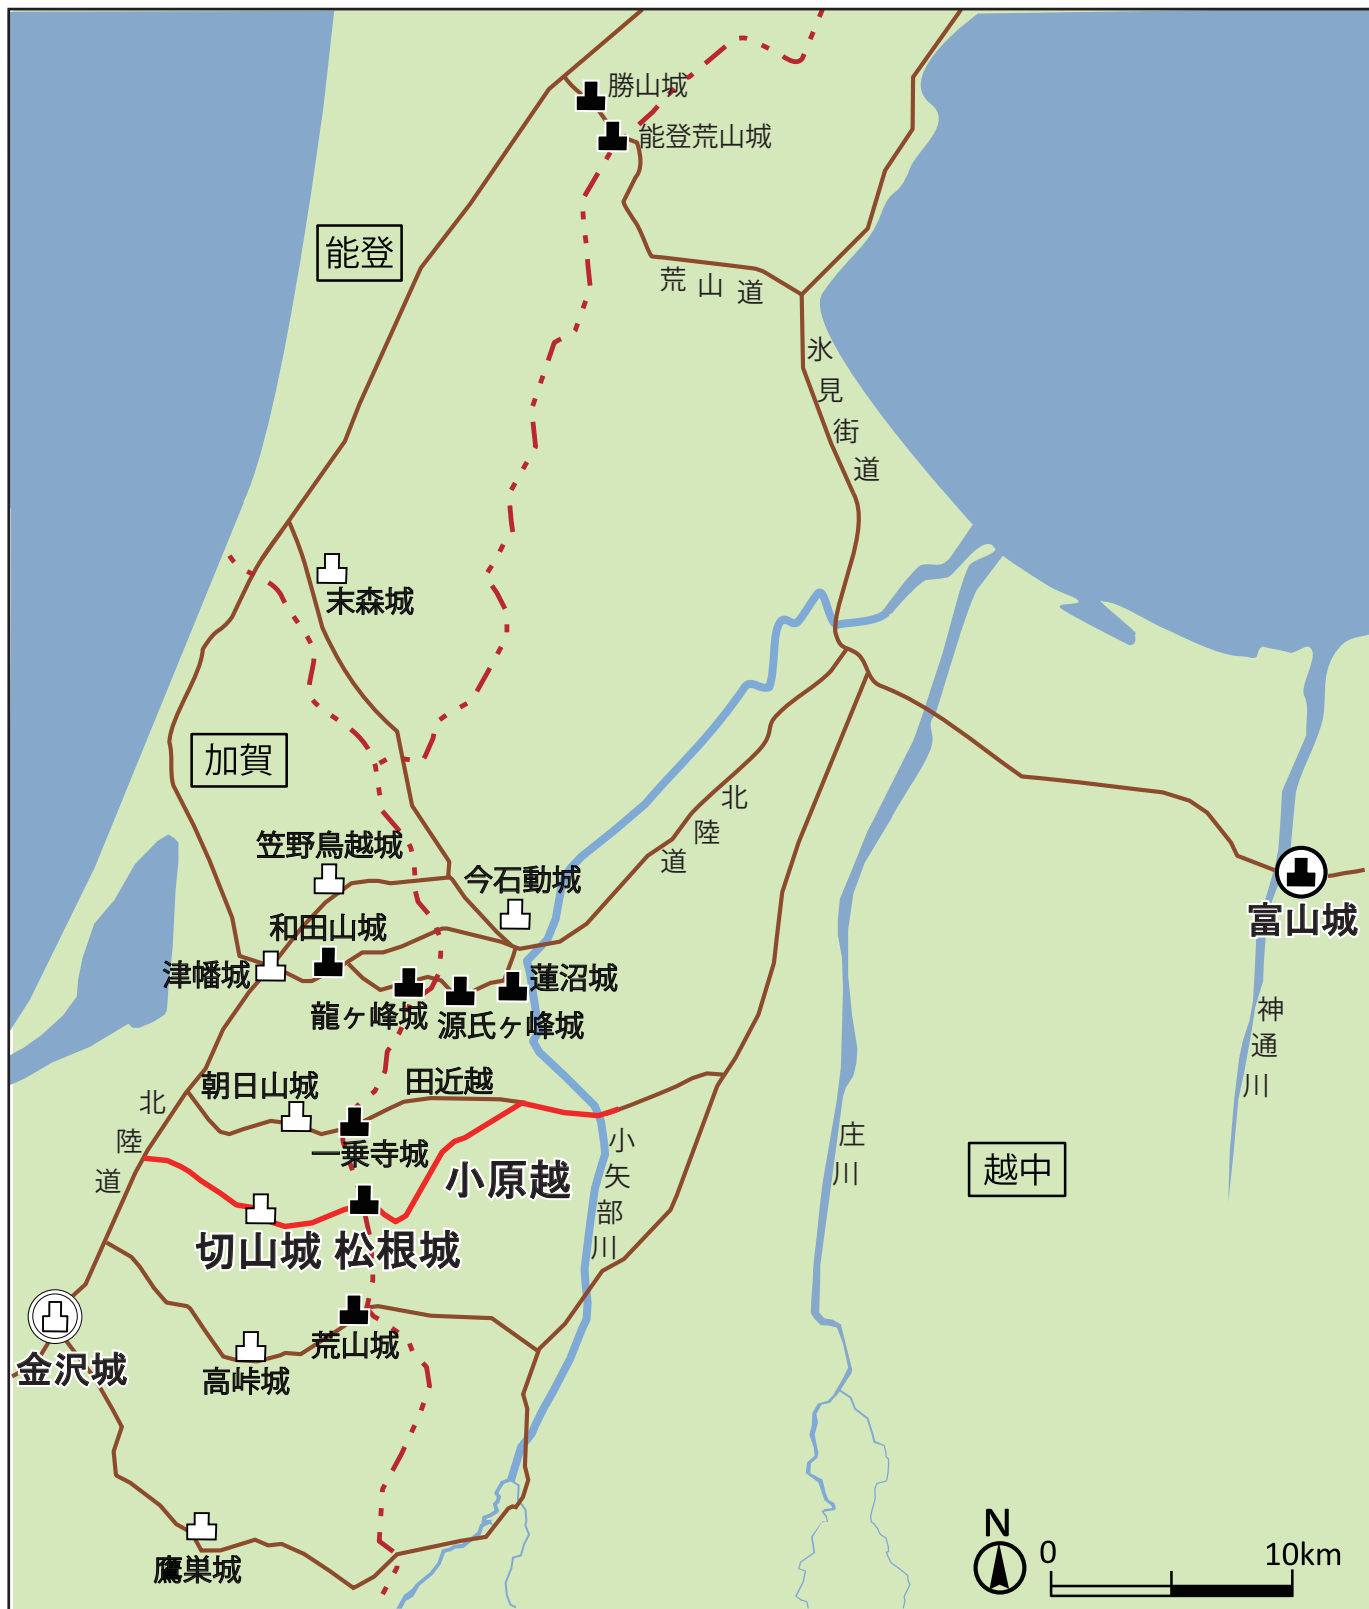 勝山城
能登荒山城
能登
荒山道
氷見街道
末森城
加賀
北陸道
笠野鳥越城
今石動城
和田山城
津幡城
龍ヶ峰城
源氏ヶ峰城
蓮沼城
富山城
神通川
朝日山城
田近越
北陸道
一乗寺城
小原越
小矢部川
庄川
越中
切山城
松根城
荒山城
金沢城
高峠城
鷹巣城
N
0
10km